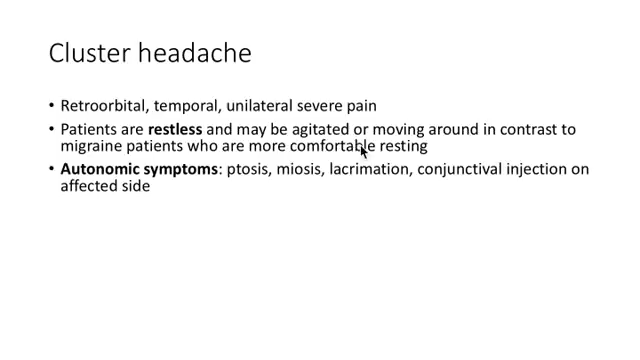 Cluster headache
• Retroorbital, temporal, unilateral severe pain
• Patients are restless and may be agitated or moving around in contrast to
migraine patients who are more comfortable resting
• Autonomic symptoms: ptosis, miosis, lacrimation, conjunctival injection on
affected side